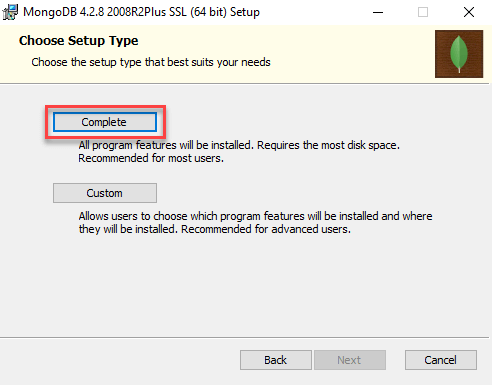 MongoDB 4.2.8 2008R2Plus SSL (64 bit) Setup
Choose Setup Type
Choose the setup type that best suits your needs
Complete
All program features will be installed. Requires the most disk space.
Recommended for most users.
Custom
Allows users to choose which program features will be installed and where
they will be installed. Recommended for advanced users.
Back
Next
Cancel